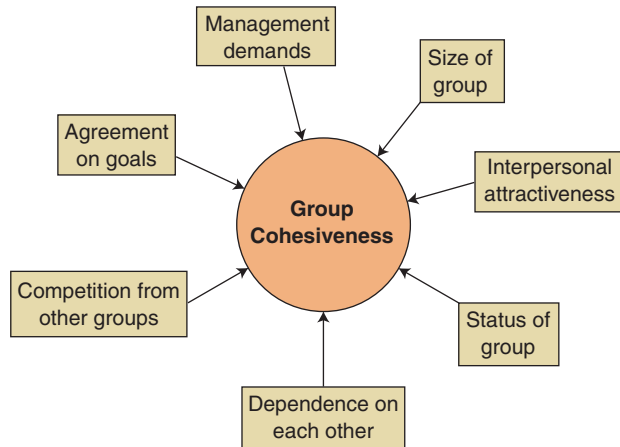 Management
demands
Size of
group
Agreement
on goals
Interpersonal
attractiveness
Group
Cohesiveness
Competition from
other groups
Status of
group
Dependence on
each other